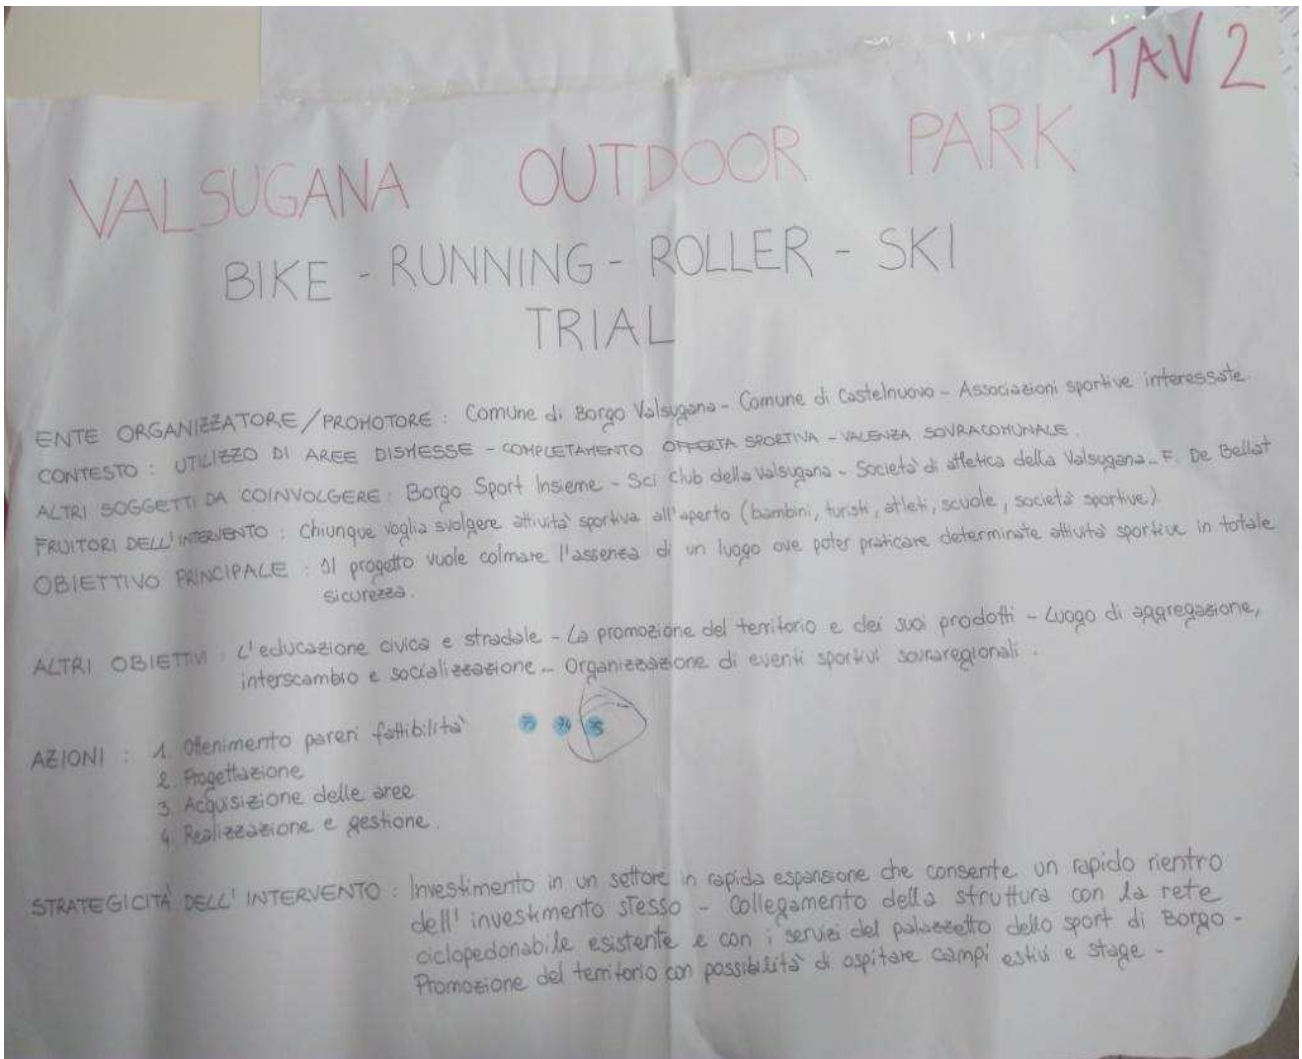 TAV 2
VALSUGANA OUTDOOR PARK
BIKE - RUNNING - ROLLER - SKI
TRIAL
ENTE ORGANIZZATORE/PROMOTORE : Comune di Borgo Valsugana - Comune di Castelnuovo - Associazioni sportive interessate
CONTESTO : UTILIZZO DI AREE DISMESSE - COMPLETAMENTO OFFERTA SPORTIVA - VALENZA SOVRACOMUNALE.
ALTRI SOGGETTI DA COINVOLGERE : Borgo Sport Insieme - Sci Club della Valsugana - Società di atletica della Valsugana - F. De Bellat
FRUITORI DELL'INTERVENTO : Chiunque voglia svolgere attività sportiva all'aperto (bambini, turisti, atleti, scuole, società sportive)
OBIETTIVO PRINCIPALE : Il progetto vuole colmare l'assenza di un luogo ove poter praticare determinate attività sportive in totale
sicurezza.
ALTRI OBIETTIVI : L'educazione civica e stradale - La promozione del territorio e dei suoi prodotti - Luogo di aggregazione,
interscambio e socializzazione - Organizzazione di eventi sportivi sovraregionali.
AZIONI : 1. Ottenimento pareri fattibilità
2. Progettazione
3. Acquisizione delle aree
4. Realizzazione e gestione.
STRATEGICITÀ DELL'INTERVENTO : Investimento in un settore in rapida espansione che consente un rapido rientro
dell'investimento stesso - Collegamento della struttura con la rete
ciclopedonabile esistente e con i servizi del palazzetto dello sport di Borgo -
Promozione del territorio con possibilità di ospitare campi estivi e stage -